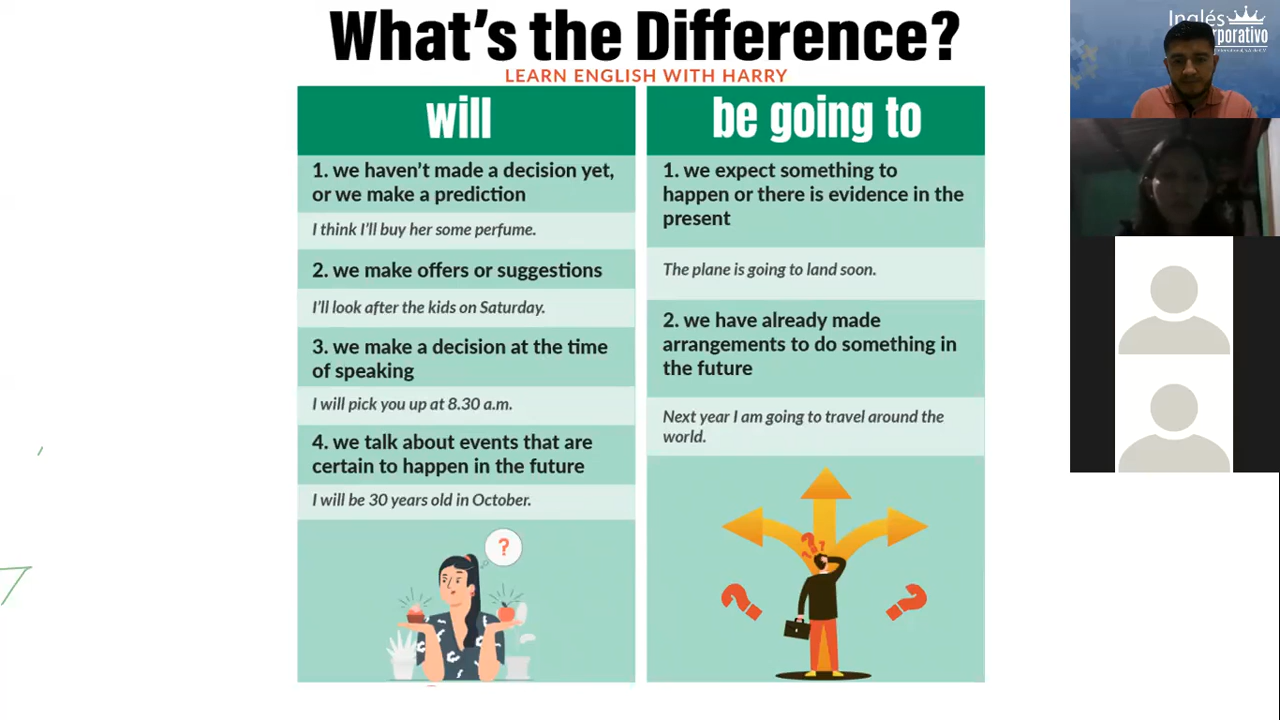 What's the Difference?
LEARN ENGLISH WITH HARRY
will
1. we haven't made a decision yet,
or we make a prediction
I think I'll buy her some perfume.
2. we make offers or suggestions
I'll look after the kids on Saturday.
3. we make a decision at the time
of speaking
I will pick you up at 8.30 a.m.
4. we talk about events that are
certain to happen in the future
I will be 30 years old in October.
?
be going to
1. we expect something to
happen or there is evidence in the
present
The plane is going to land soon.
2. we have already made
arrangements to do something in
the future
Next year I am going to travel around the
world.
? ?
? ?
Inglés
rporativo